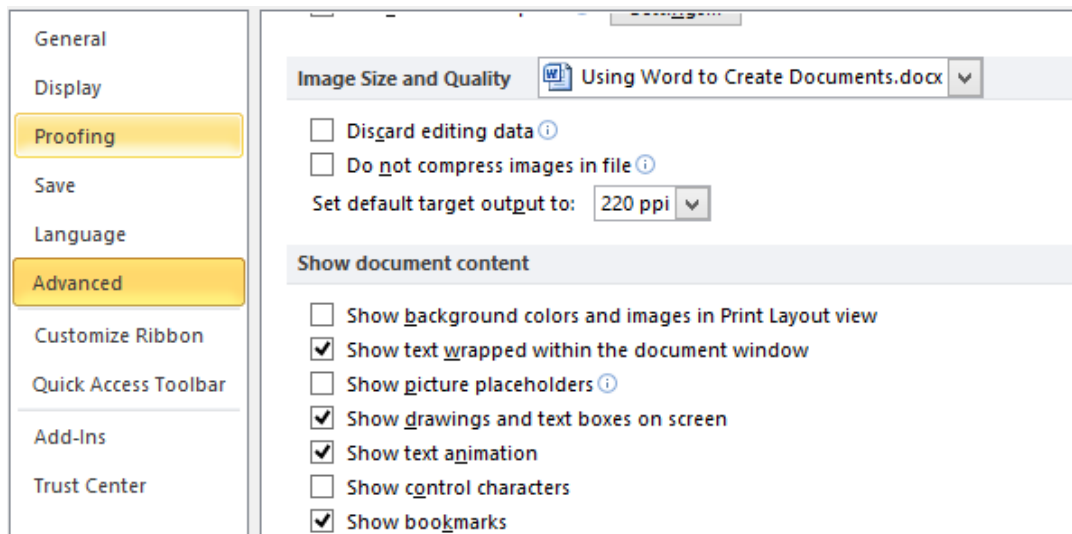 General
Display
Proofing
Save
Language
Advanced
Customize Ribbon
Quick Access Toolbar
Add-Ins
Trust Center
Image Size and Quality Using Word to Create Documents.docx
Discard editing data
Do not compress images in file
Set default target output to: 220 ppi
Show document content
Show background colors and images in Print Layout view
Show text wrapped within the document window
Show picture placeholders
Show drawings and text boxes on screen
Show text animation
Show control characters
Show bookmarks